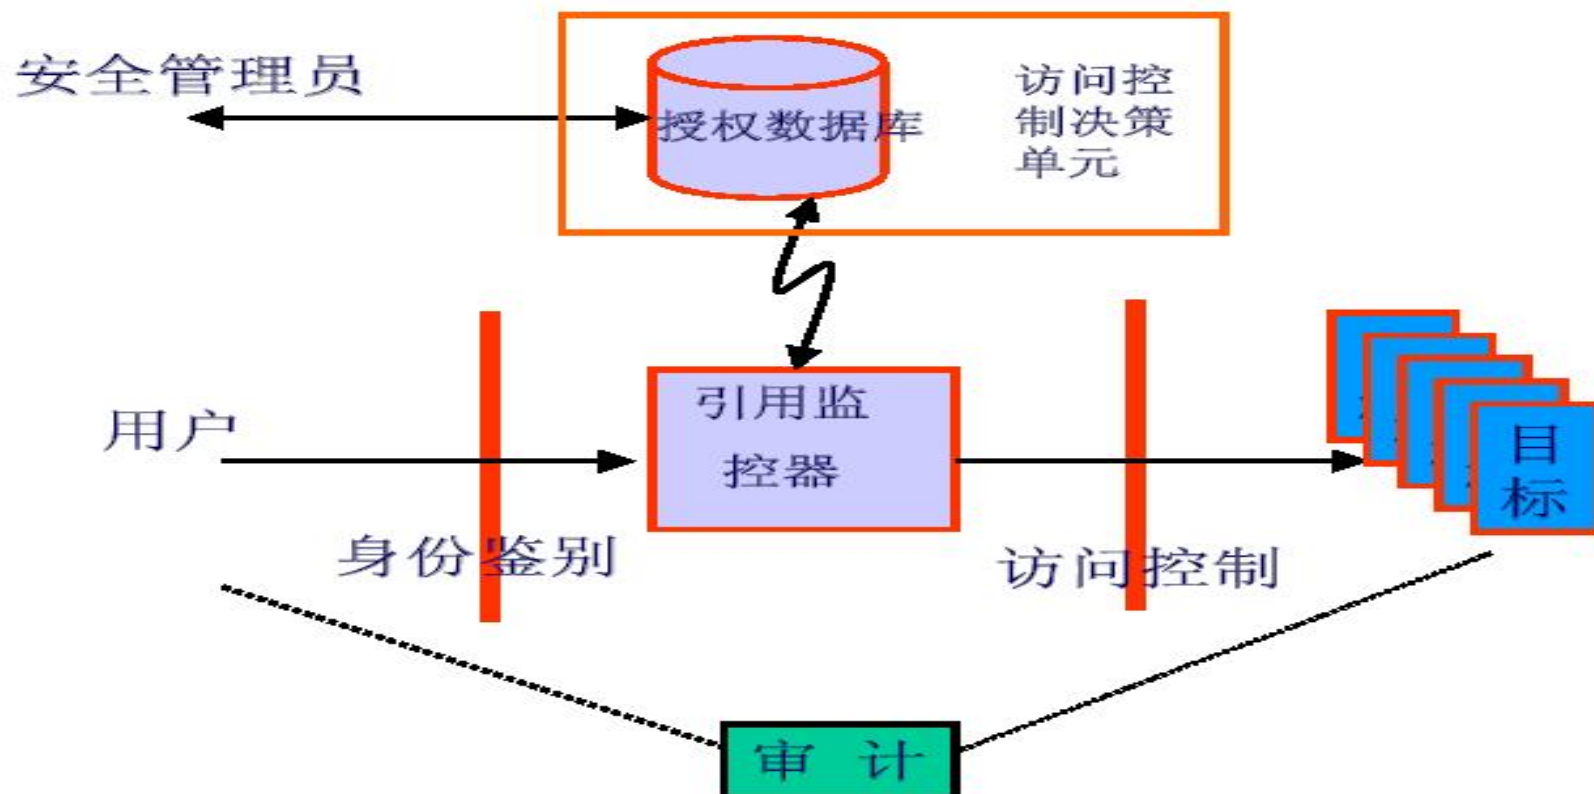 安全管理员
授权数据库
访问控
制决策
单元
用户
引用监
控器
目
标
身份鉴别
访问控制
审 计